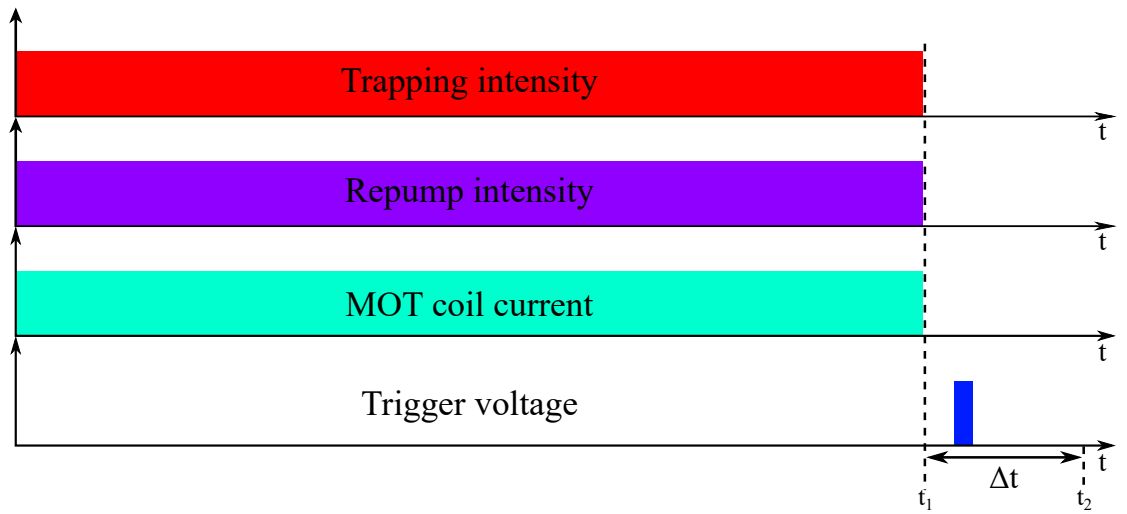 Trapping intensity
t
Repump intensity
t
MOT coil current
t
Trigger voltage
t
Δt
t₁
t₂